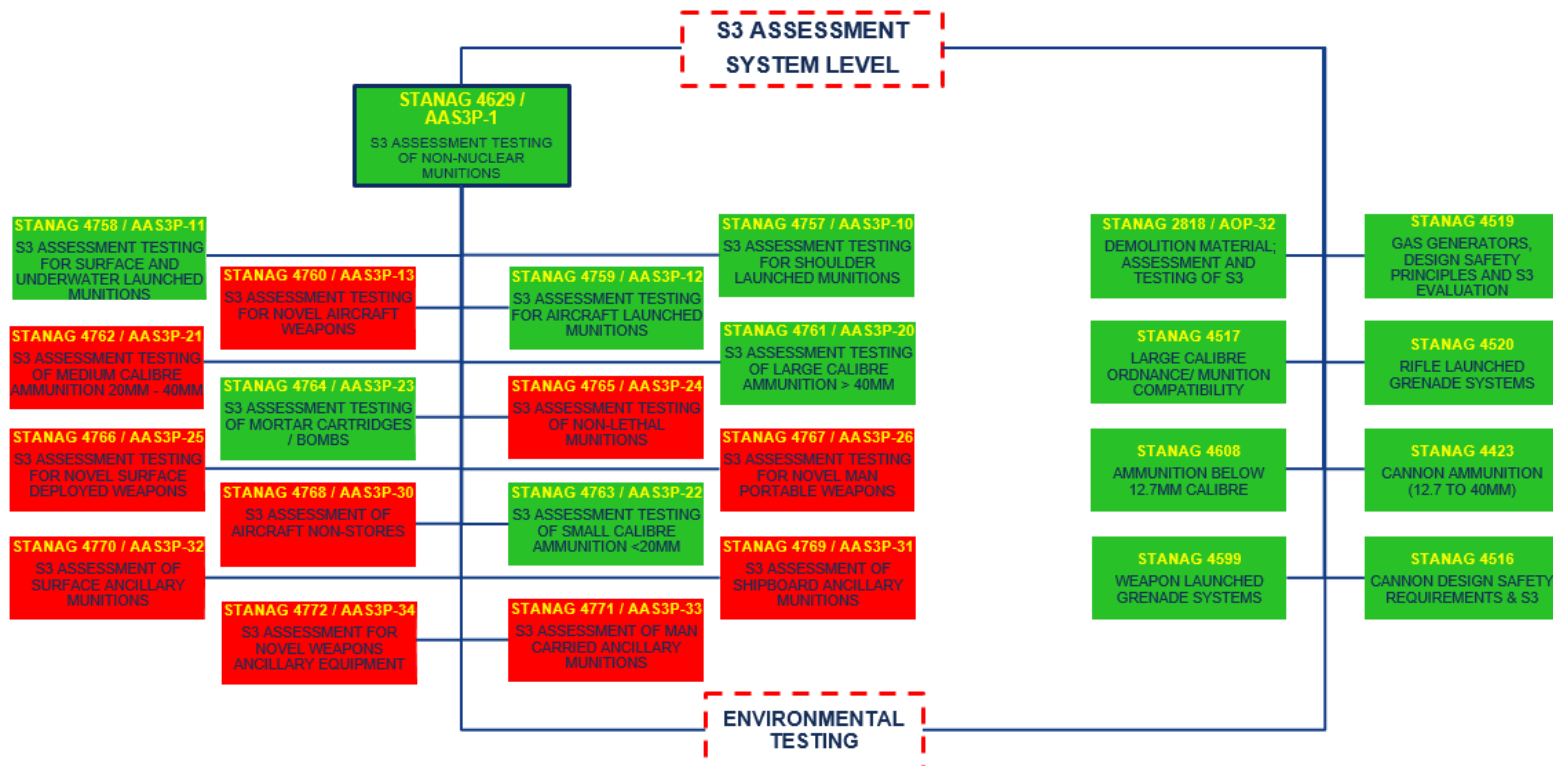 S3 ASSESSMENT
SYSTEM LEVEL
STANAG 4629 /
AAS3P-1
S3 ASSESSMENT TESTING
OF NON-NUCLEAR
MUNITIONS
STANAG 4758 / AAS3P-11
S3 ASSESSMENT TESTING
FOR SURFACE AND
UNDERWATER LAUNCHED
MUNITIONS
STANAG 4757 / AAS3P-10
S3 ASSESSMENT TESTING
FOR SHOULDER
LAUNCHED MUNITIONS
STANAG 4760 / AAS3P-13
S3 ASSESSMENT TESTING
FOR NOVEL AIRCRAFT
WEAPONS
STANAG 4759 / AAS3P-12
S3 ASSESSMENT TESTING
FOR AIRCRAFT LAUNCHED
MUNITIONS
STANAG 4762 / AAS3P-21
S3 ASSESSMENT TESTING
OF MEDIUM CALIBRE
AMMUNITION 20MM - 40MM
STANAG 4761 / AAS3P-20
S3 ASSESSMENT TESTING
OF LARGE CALIBRE
AMMUNITION > 40MM
STANAG 4764 / AAS3P-23
S3 ASSESSMENT TESTING
OF MORTAR CARTRIDGES
/ BOMBS
STANAG 4765 / AAS3P-24
S3 ASSESSMENT TESTING
OF NON-LETHAL
MUNITIONS
STANAG 4766 / AAS3P-25
S3 ASSESSMENT TESTING
FOR NOVEL SURFACE
DEPLOYED WEAPONS
STANAG 4767 / AAS3P-26
S3 ASSESSMENT TESTING
FOR NOVEL MAN
PORTABLE WEAPONS
STANAG 4768 / AAS3P-30
S3 ASSESSMENT OF
AIRCRAFT NON-STORES
STANAG 4763 / AAS3P-22
S3 ASSESSMENT TESTING
OF SMALL CALIBRE
AMMUNITION <20MM
STANAG 4770 / AAS3P-32
S3 ASSESSMENT OF
SURFACE ANCILLARY
MUNITIONS
STANAG 4769 / AAS3P-31
S3 ASSESSMENT OF
SHIPBOARD ANCILLARY
MUNITIONS
STANAG 4772 / AAS3P-34
S3 ASSESSMENT FOR
NOVEL WEAPONS
ANCILLARY EQUIPMENT
STANAG 4771 / AAS3P-33
S3 ASSESSMENT OF MAN
CARRIED ANCILLARY
MUNITIONS
STANAG 2818 / AOP-32
DEMOLITION MATERIAL;
ASSESSMENT AND
TESTING OF S3
STANAG 4519
GAS GENERATORS,
DESIGN SAFETY
PRINCIPLES AND S3
EVALUATION
STANAG 4517
LARGE CALIBRE
ORDNANCE/ MUNITION
COMPATIBILITY
STANAG 4520
RIFLE LAUNCHED
GRENADE SYSTEMS
STANAG 4608
AMMUNITION BELOW
12.7MM CALIBRE
STANAG 4423
CANNON AMMUNITION
(12.7 TO 40MM)
STANAG 4599
WEAPON LAUNCHED
GRENADE SYSTEMS
STANAG 4516
CANNON DESIGN SAFETY
REQUIREMENTS & S3
ENVIRONMENTAL
TESTING